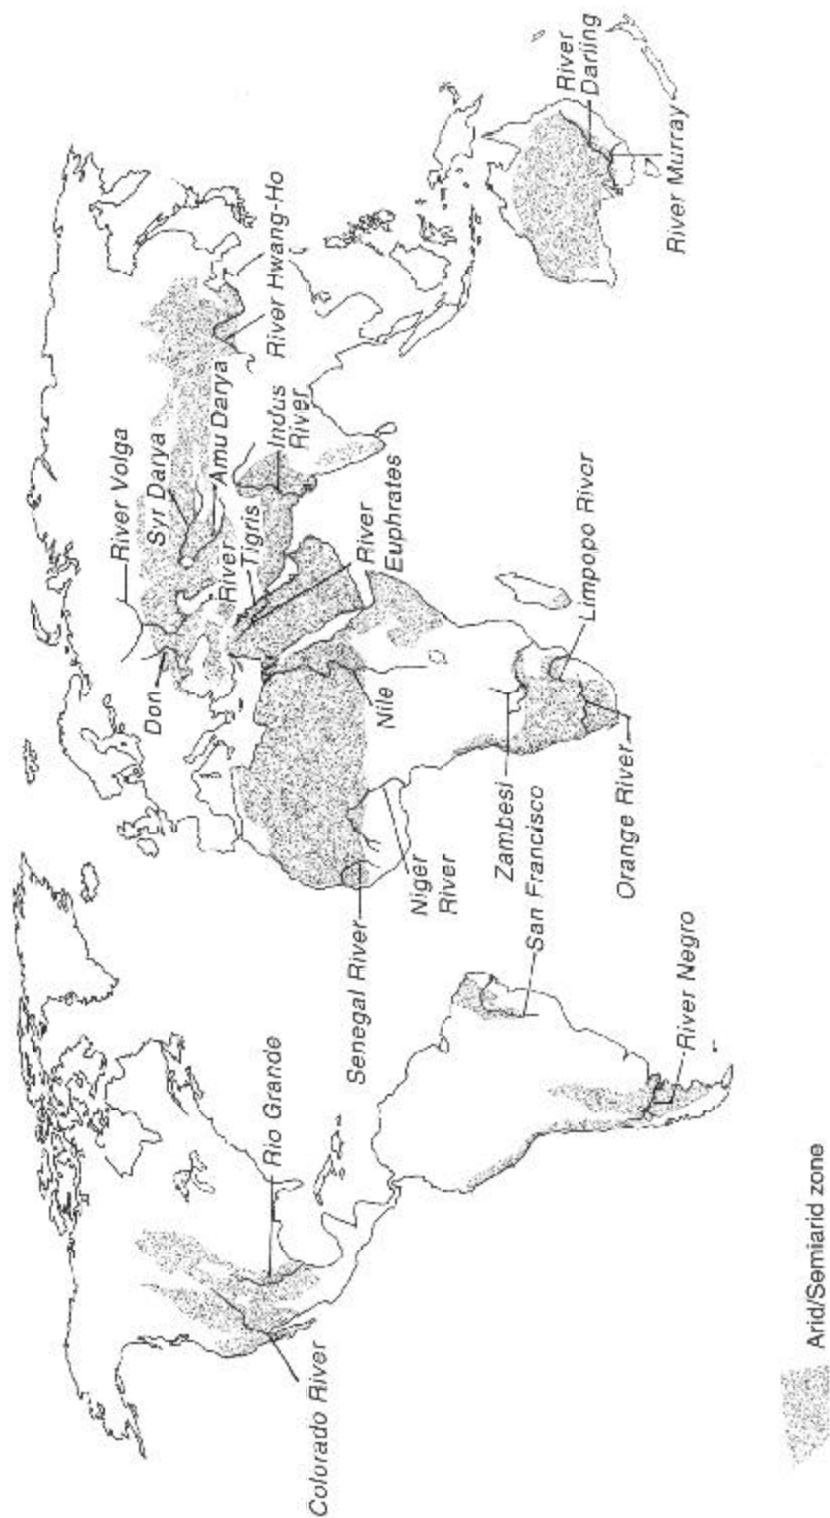 River Volga
Syr Darya
Amu Darya
River Hwang-Ho
Don
River
Tigris
Indus
River
River
Euphrates
Nile
Senegal River
Niger
River
Zambesi
San Francisco
Limpopo River
Orange River
River Negro
Rio Grande
Colorado River
River
Darling
River Murray
Arid/Semiarid zone